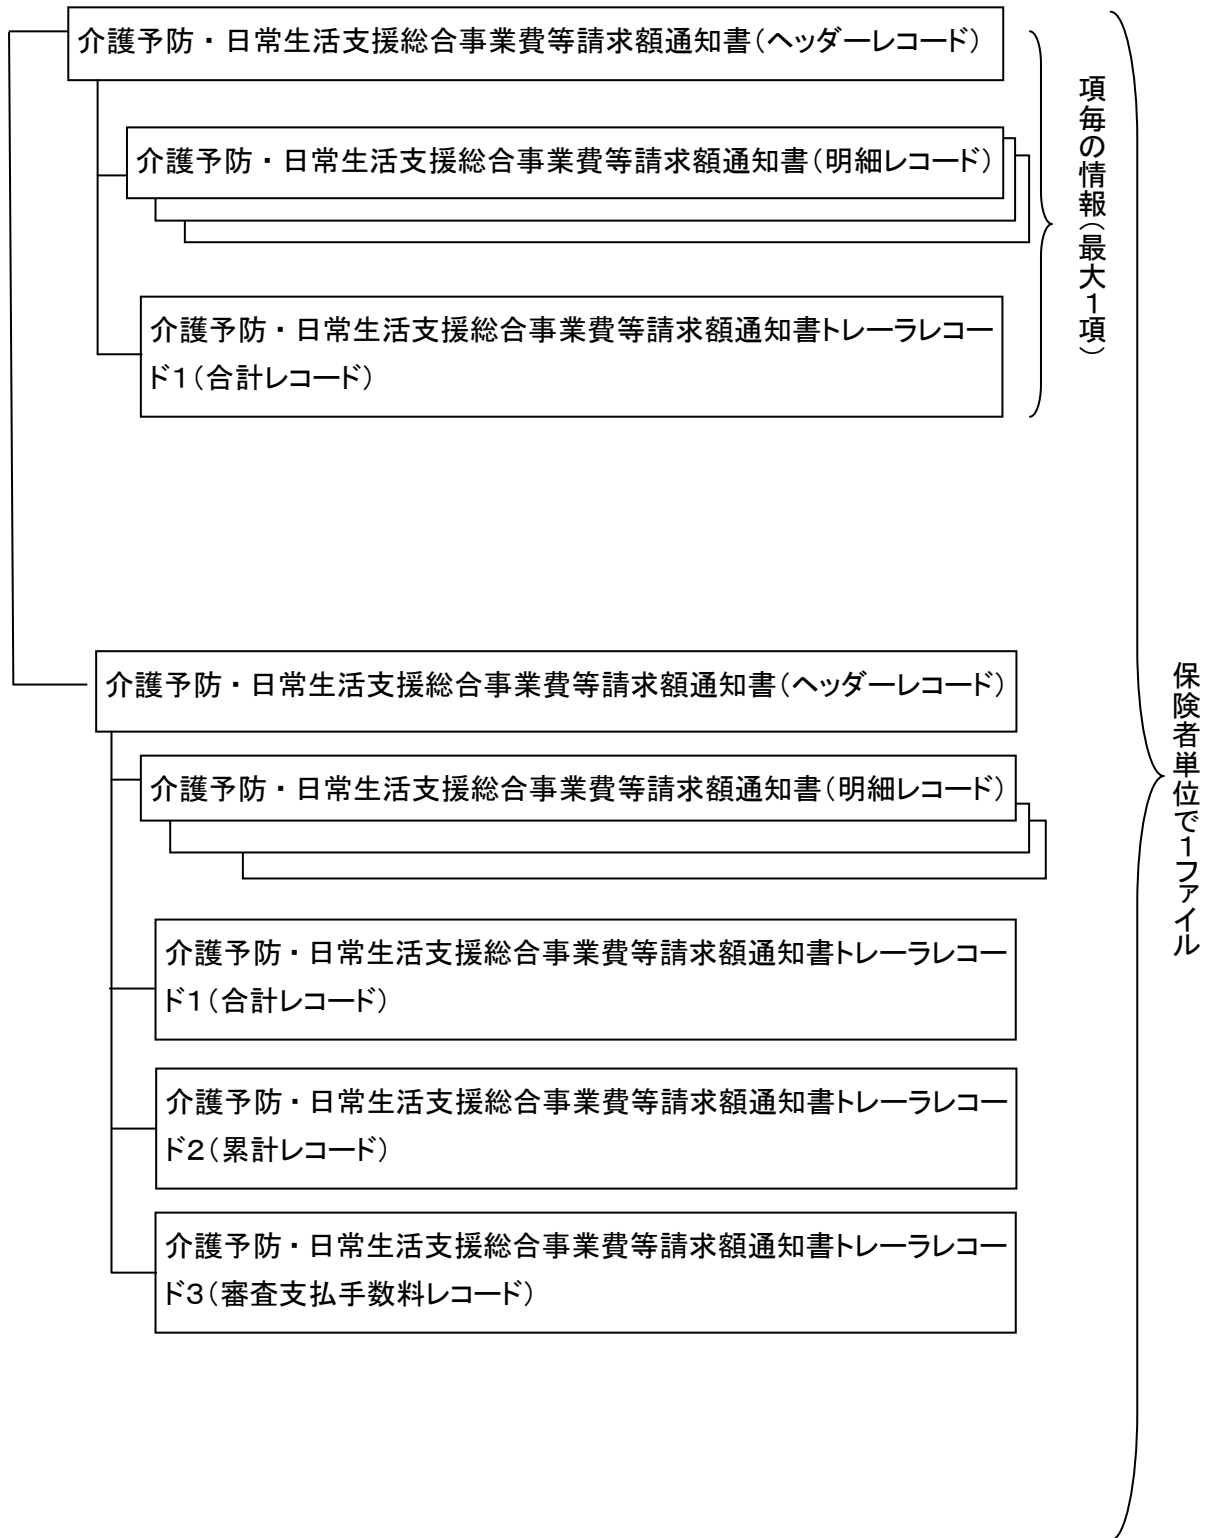 介護予防・日常生活支援総合事業費等請求額通知書（ヘッダーレコード）
介護予防・日常生活支援総合事業費等請求額通知書（明細レコード）
介護予防・日常生活支援総合事業費等請求額通知書トレーラレコー
ド１（合計レコード）
項毎の情報（最大１項）
介護予防・日常生活支援総合事業費等請求額通知書（ヘッダーレコード）
介護予防・日常生活支援総合事業費等請求額通知書（明細レコード）
介護予防・日常生活支援総合事業費等請求額通知書トレーラレコー
ド１（合計レコード）
介護予防・日常生活支援総合事業費等請求額通知書トレーラレコー
ド２（累計レコード）
介護予防・日常生活支援総合事業費等請求額通知書トレーラレコー
ド３（審査支払手数料レコード）
保険者単位で１ファイル